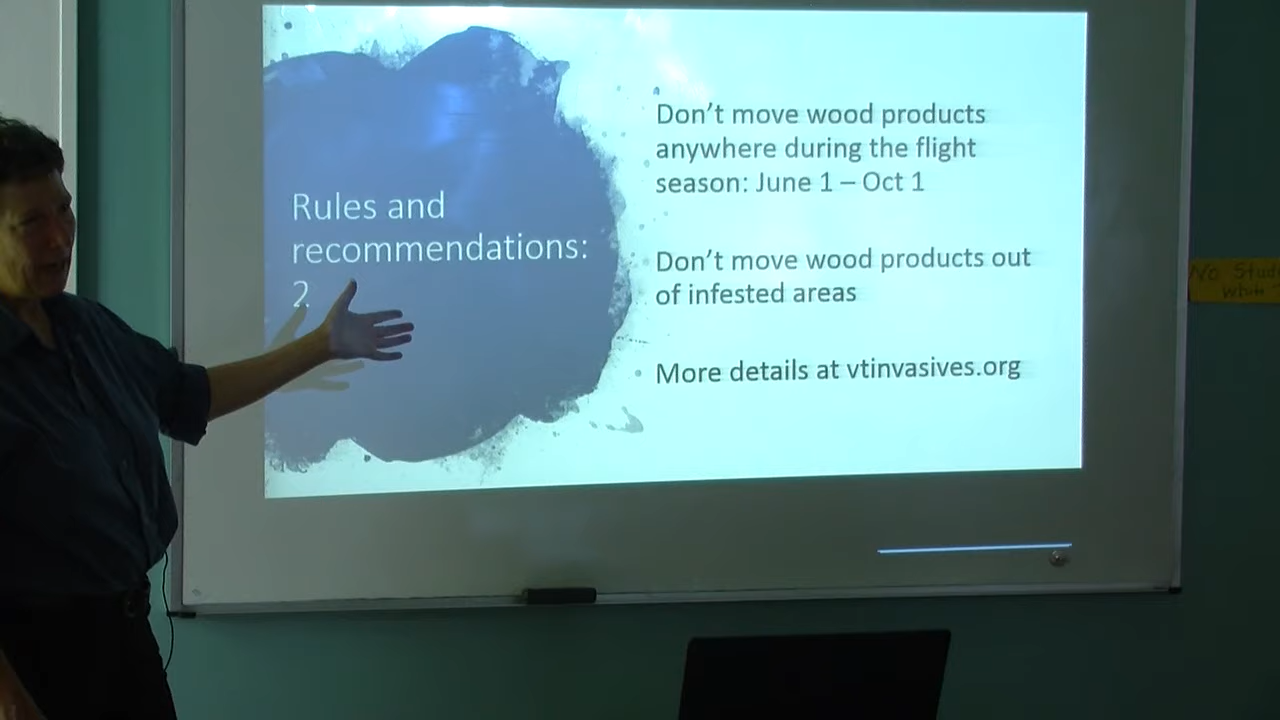 Rules and
recommendations:
2
Don't move wood products
anywhere during the flight
season: June 1 – Oct 1
Don't move wood products out
of infested areas
More details at vtinvasives.org
No Study